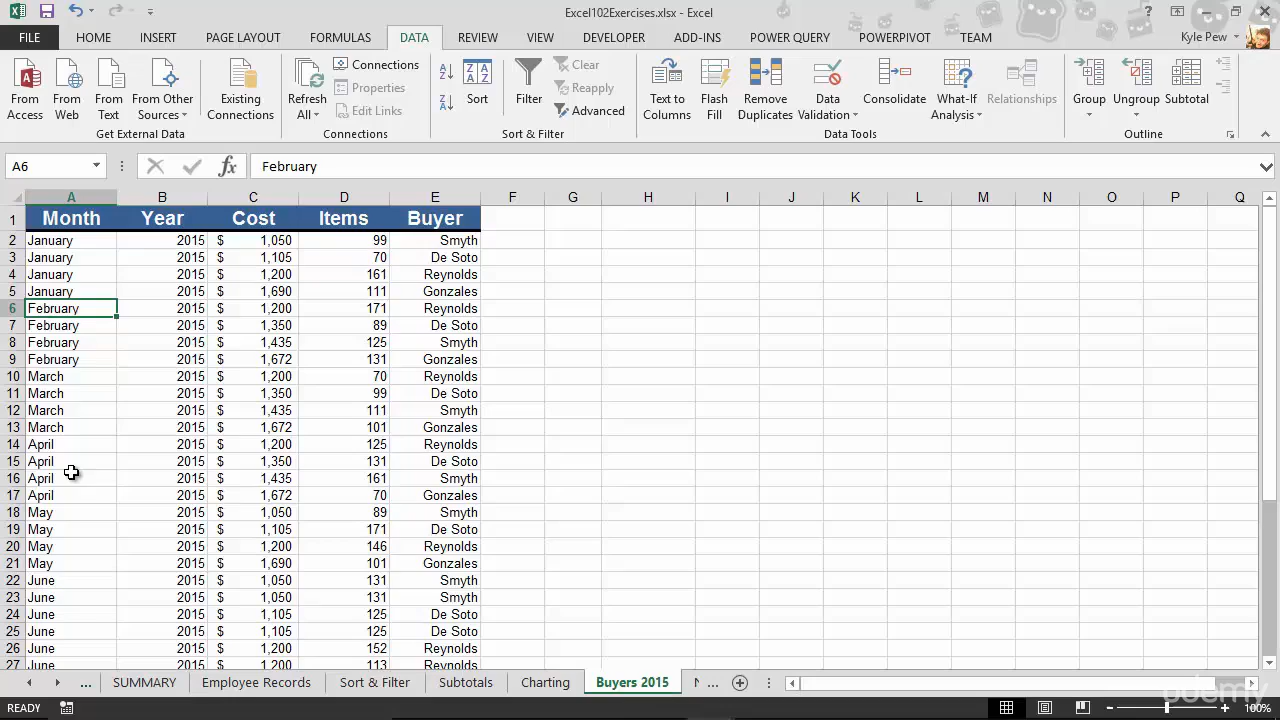 Excel102Exercises.xlsx - Excel
?
FILE HOME INSERT PAGE LAYOUT FORMULAS DATA REVIEW VIEW DEVELOPER ADD-INS POWER QUERY POWERPIVOT TEAM Kyle Pew
From Access
From Web
From Text
From Other Sources
Existing Connections
Refresh All
Connections
Properties
Edit Links
A Z
Z A
Sort
Filter
Clear
Reapply
Advanced
Text to Columns
Flash Fill
Remove Duplicates
Data Validation
Consolidate
What-If Analysis
Relationships
Group
Ungroup
Subtotal
Get External Data Connections Sort & Filter Data Tools Outline
A6 fx February
A B C D E F G H I J K L M N O P Q
1 Month Year Cost Items Buyer
2 January 2015 $ 1,050 99 Smyth
3 January 2015 $ 1,105 70 De Soto
4 January 2015 $ 1,200 161 Reynolds
5 January 2015 $ 1,690 111 Gonzales
6 February 2015 $ 1,200 171 Reynolds
7 February 2015 $ 1,350 89 De Soto
8 February 2015 $ 1,435 125 Smyth
9 February 2015 $ 1,672 131 Gonzales
10 March 2015 $ 1,200 70 Reynolds
11 March 2015 $ 1,350 99 De Soto
12 March 2015 $ 1,435 111 Smyth
13 March 2015 $ 1,672 101 Gonzales
14 April 2015 $ 1,200 125 Reynolds
15 April 2015 $ 1,350 131 De Soto
16 April 2015 $ 1,435 161 Smyth
17 April 2015 $ 1,672 70 Gonzales
18 May 2015 $ 1,050 89 Smyth
19 May 2015 $ 1,105 171 De Soto
20 May 2015 $ 1,200 146 Reynolds
21 May 2015 $ 1,690 101 Gonzales
22 June 2015 $ 1,050 131 Smyth
23 June 2015 $ 1,050 131 Smyth
24 June 2015 $ 1,105 125 De Soto
25 June 2015 $ 1,105 125 De Soto
26 June 2015 $ 1,200 152 Reynolds
27 June 2015 $ 1,200 113 Reynolds
... SUMMARY Employee Records Sort & Filter Subtotals Charting Buyers 2015 ...
udemy
READY 100%